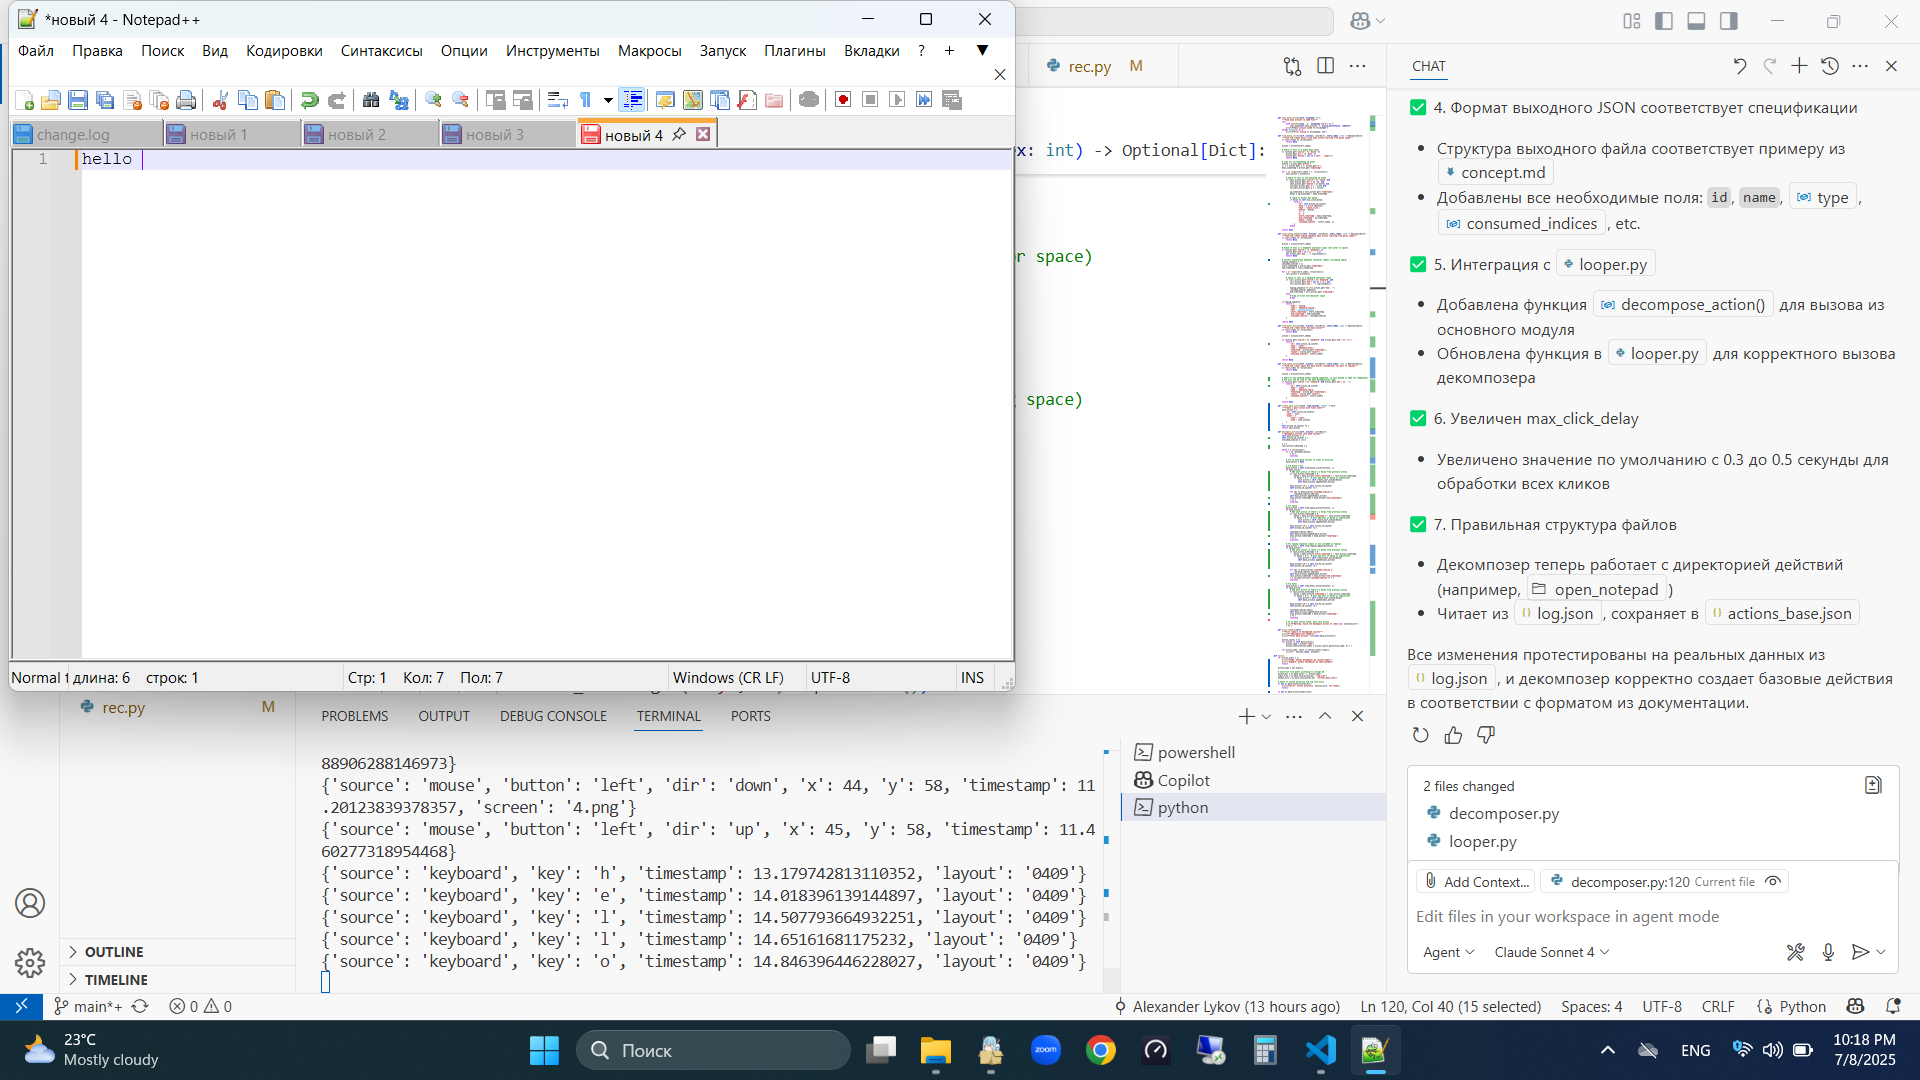 *новый 4 - Notepad++
Файл Правка Поиск Вид Кодировки Синтаксисы Опции Инструменты Макросы Запуск Плагины Вкладки ? + ▼
change.log новый 1 новый 2 новый 3 новый 4
1 hello
Normal t длина: 6 строк: 1 Стр: 1 Кол: 7 Пол: 7 Windows (CR LF) UTF-8 INS
rec.py M
x: int) -> Optional[Dict]:
r space)
space)
rec.py M
PROBLEMS OUTPUT DEBUG CONSOLE TERMINAL PORTS
88906288146973}
{'source': 'mouse', 'button': 'left', 'dir': 'down', 'x': 44, 'y': 58, 'timestamp': 11
.20123839378357, 'screen': '4.png'}
{'source': 'mouse', 'button': 'left', 'dir': 'up', 'x': 45, 'y': 58, 'timestamp': 11.4
60277318954468}
{'source': 'keyboard', 'key': 'h', 'timestamp': 13.179742813110352, 'layout': '0409'}
{'source': 'keyboard', 'key': 'e', 'timestamp': 14.018396139144897, 'layout': '0409'}
{'source': 'keyboard', 'key': 'l', 'timestamp': 14.507793664932251, 'layout': '0409'}
{'source': 'keyboard', 'key': 'l', 'timestamp': 14.65161681175232, 'layout': '0409'}
{'source': 'keyboard', 'key': 'o', 'timestamp': 14.846396446228027, 'layout': '0409'}
powershell
Copilot
python
OUTLINE
TIMELINE
CHAT
4. Формат выходного JSON соответствует спецификации
Структура выходного файла соответствует примеру из
concept.md
Добавлены все необходимые поля: id, name, type ,
consumed_indices , etc.
5. Интеграция с looper.py
Добавлена функция decompose_action() для вызова из
основного модуля
Обновлена функция в looper.py для корректного вызова
декомпозера
6. Увеличен max_click_delay
Увеличено значение по умолчанию с 0.3 до 0.5 секунды для
обработки всех кликов
7. Правильная структура файлов
Декомпозер теперь работает с директорией действий
(например, open_notepad )
Читает из log.json , сохраняет в actions_base.json
Все изменения протестированы на реальных данных из
log.json , и декомпозер корректно создает базовые действия
в соответствии с форматом из документации.
2 files changed
decomposer.py
looper.py
Add Context... decomposer.py:120 Current file
Edit files in your workspace in agent mode
Agent Claude Sonnet 4
main*+ 0 0 Alexander Lykov (13 hours ago) Ln 120, Col 40 (15 selected) Spaces: 4 UTF-8 CRLF Python
23°C
Mostly cloudy
Поиск
zoom
ENG
10:18 PM
7/8/2025